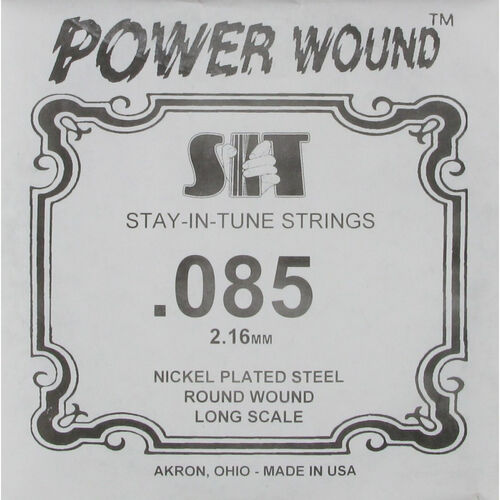 POWER WOUND™
SIT
STAY-IN-TUNE STRINGS
.085
2.16MM
NICKEL PLATED STEEL
ROUND WOUND
LONG SCALE
AKRON, OHIO - MADE IN USA